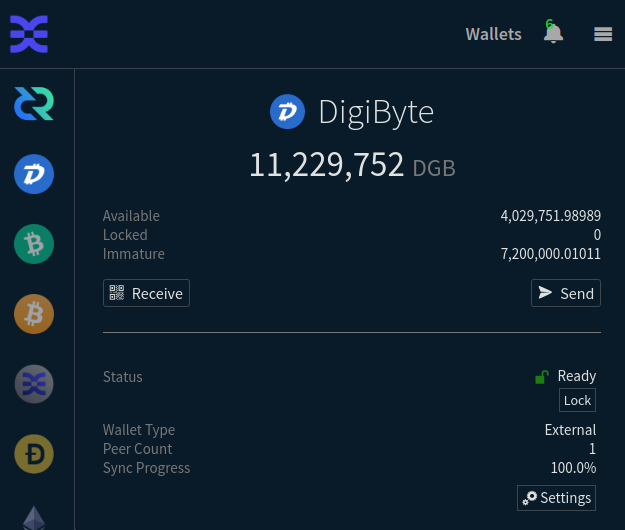 Wallets 6
DigiByte
11,229,752 DGB
Available 4,029,751.98989
Locked 0
Immature 7,200,000.01011
Receive Send
Status Ready
Lock
Wallet Type External
Peer Count 1
Sync Progress 100.0%
Settings